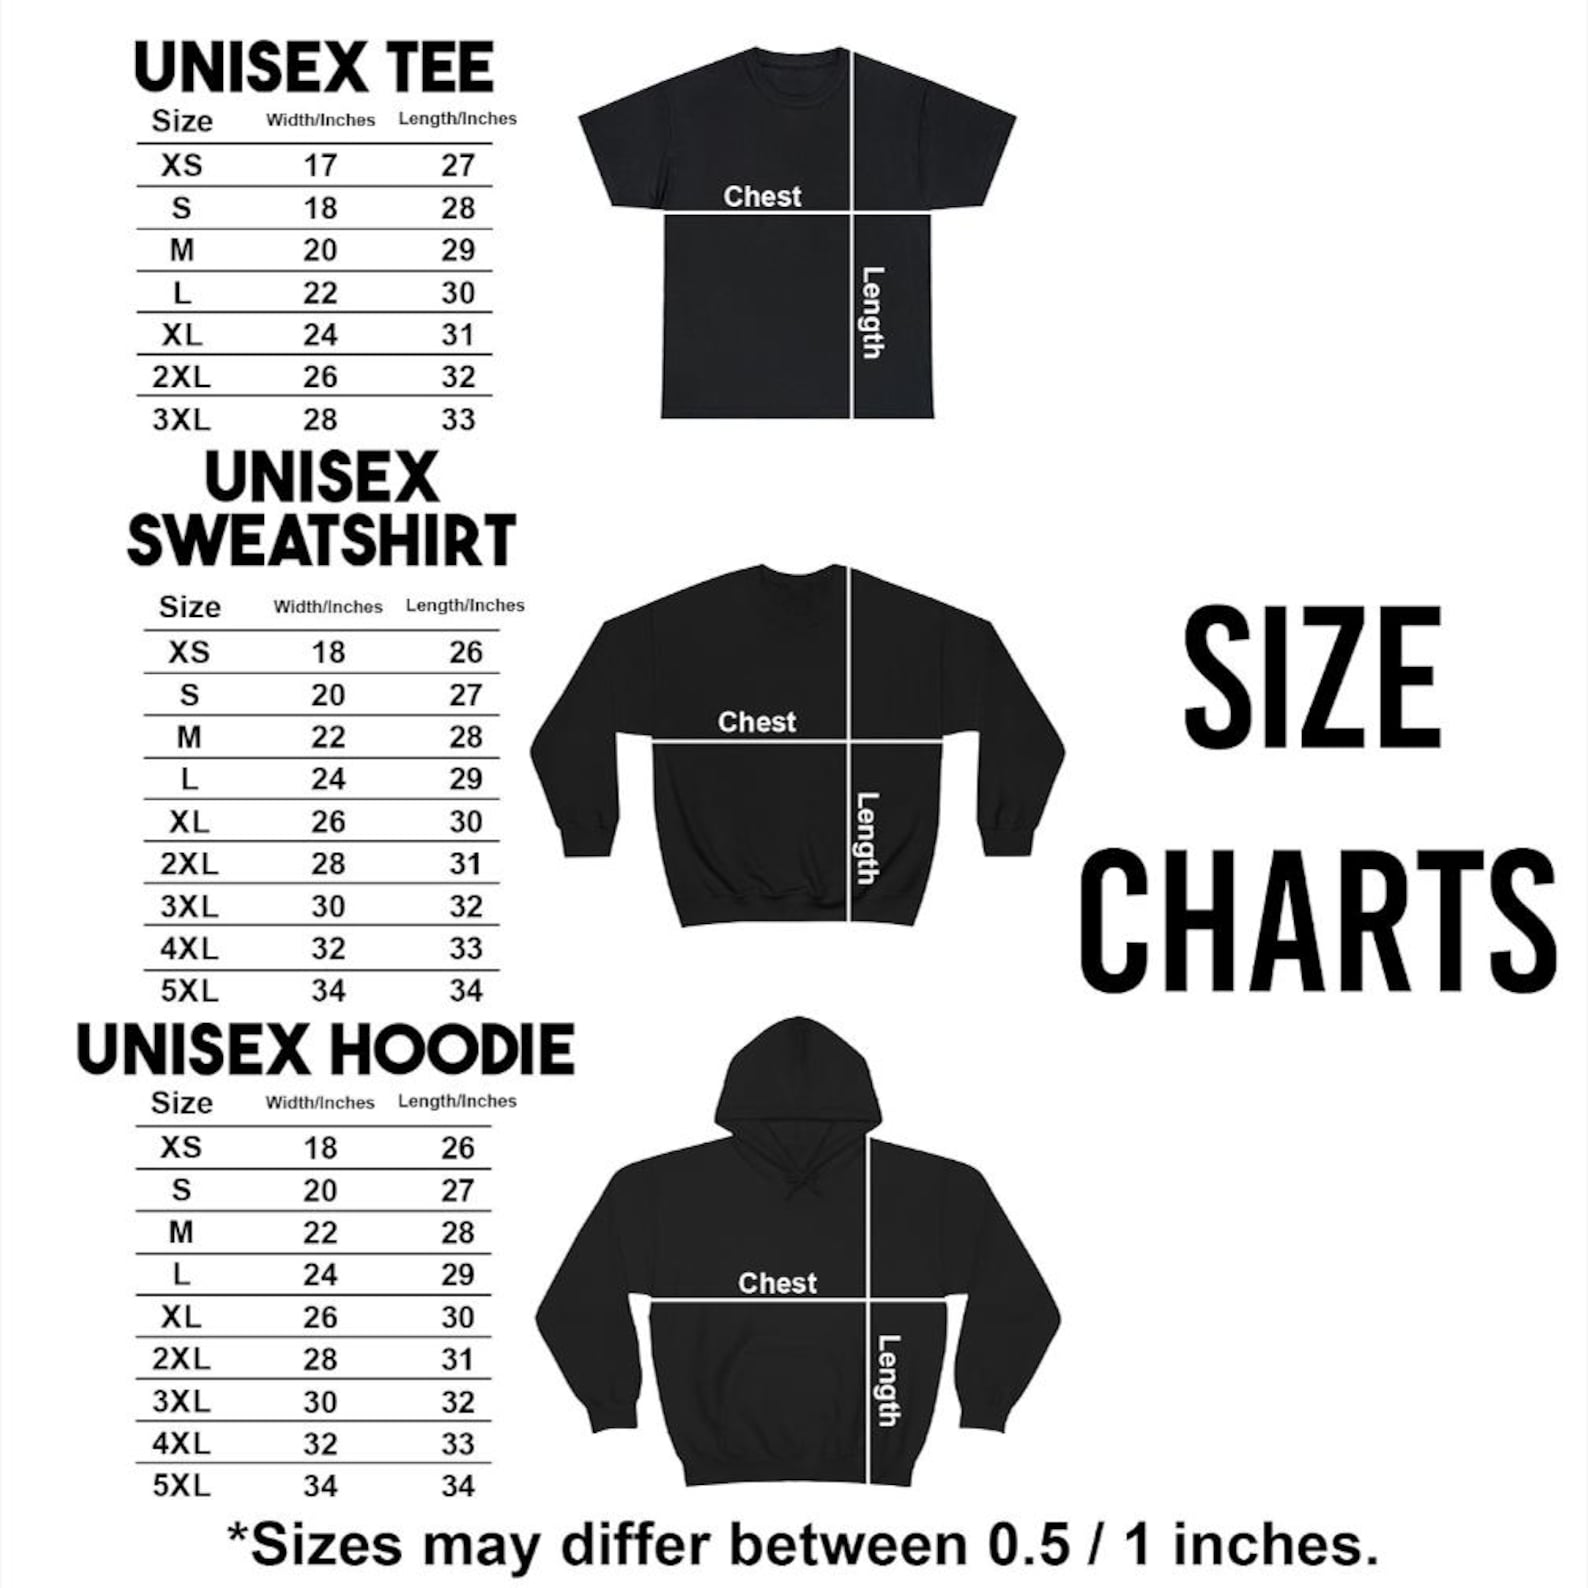 UNISEX TEE
Size Width/Inches Length/Inches
XS 17 27
S 18 28
M 20 29
L 22 30
XL 24 31
2XL 26 32
3XL 28 33
Chest
Length
UNISEX
SWEATSHIRT
Size Width/Inches Length/Inches
XS 18 26
S 20 27
M 22 28
L 24 29
XL 26 30
2XL 28 31
3XL 30 32
4XL 32 33
5XL 34 34
Chest
Length
UNISEX HOODIE
Size Width/Inches Length/Inches
XS 18 26
S 20 27
M 22 28
L 24 29
XL 26 30
2XL 28 31
3XL 30 32
4XL 32 33
5XL 34 34
Chest
Length
SIZE
CHARTS
*Sizes may differ between 0.5 / 1 inches.